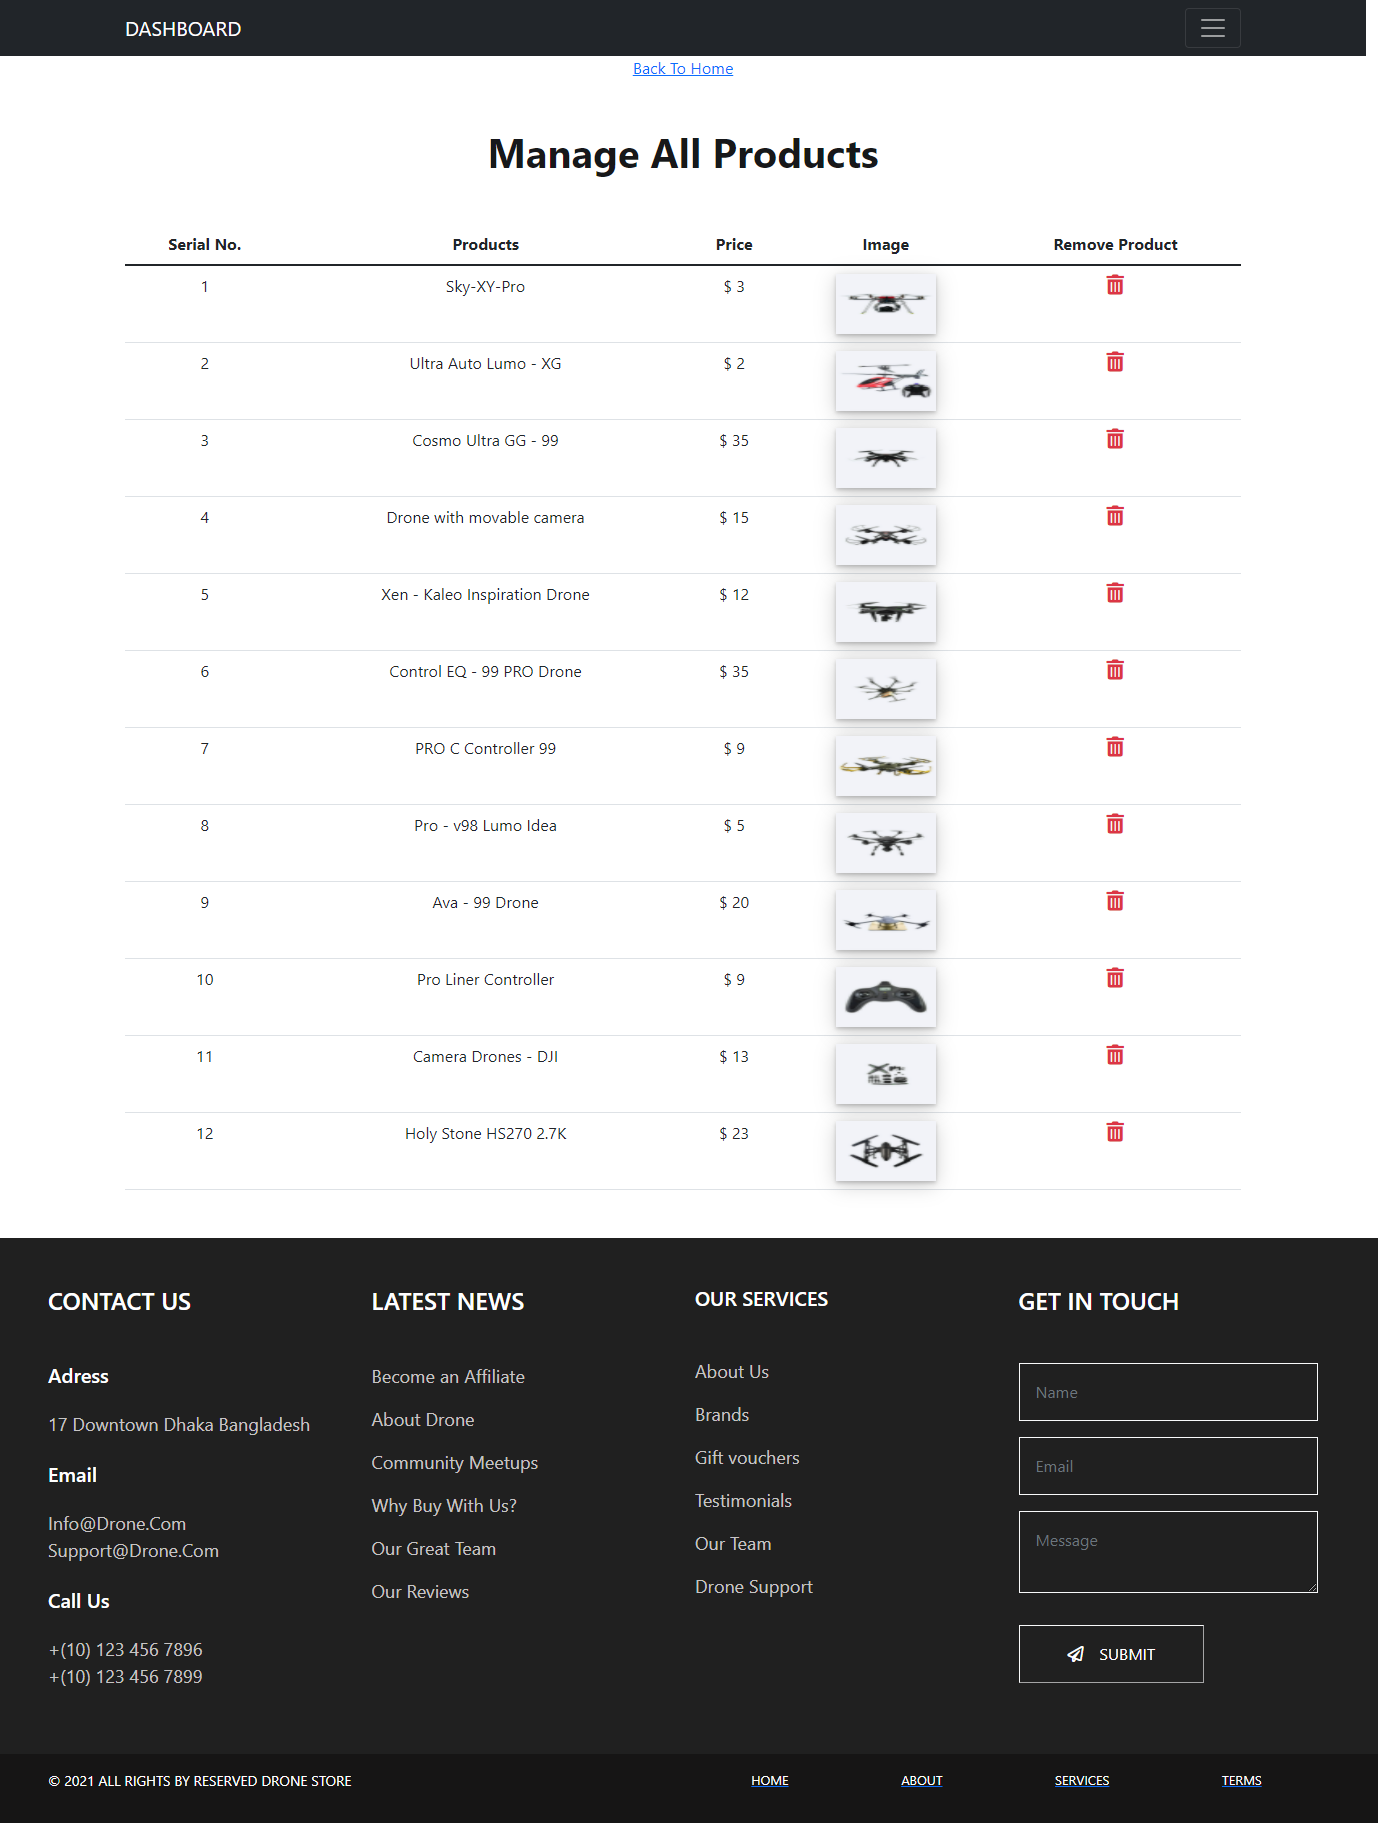 DASHBOARD
Back To Home
Manage All Products
Serial No. Products Price Image Remove Product
1 Sky-XY-Pro $ 3
2 Ultra Auto Lumo - XG $ 2
3 Cosmo Ultra GG - 99 $ 35
4 Drone with movable camera $ 15
5 Xen - Kaleo Inspiration Drone $ 12
6 Control EQ - 99 PRO Drone $ 35
7 PRO C Controller 99 $ 9
8 Pro - v98 Lumo Idea $ 5
9 Ava - 99 Drone $ 20
10 Pro Liner Controller $ 9
11 Camera Drones - DJI $ 13
12 Holy Stone HS270 2.7K $ 23
CONTACT US
Adress
17 Downtown Dhaka Bangladesh
Email
Info@Drone.Com
Support@Drone.Com
Call Us
+(10) 123 456 7896
+(10) 123 456 7899
LATEST NEWS
Become an Affiliate
About Drone
Community Meetups
Why Buy With Us?
Our Great Team
Our Reviews
OUR SERVICES
About Us
Brands
Gift vouchers
Testimonials
Our Team
Drone Support
GET IN TOUCH
Name
Email
Message
SUBMIT
© 2021 ALL RIGHTS BY RESERVED DRONE STORE
HOME ABOUT SERVICES TERMS